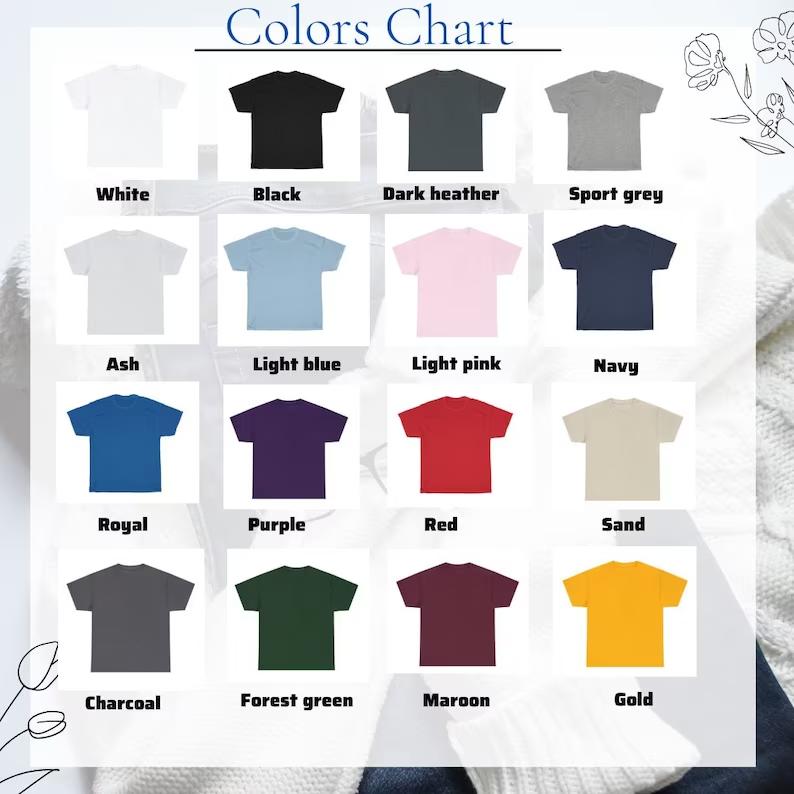 Colors Chart
White Black Dark heather Sport grey
Ash Light blue Light pink Navy
Royal Purple Red Sand
Charcoal Forest green Maroon Gold